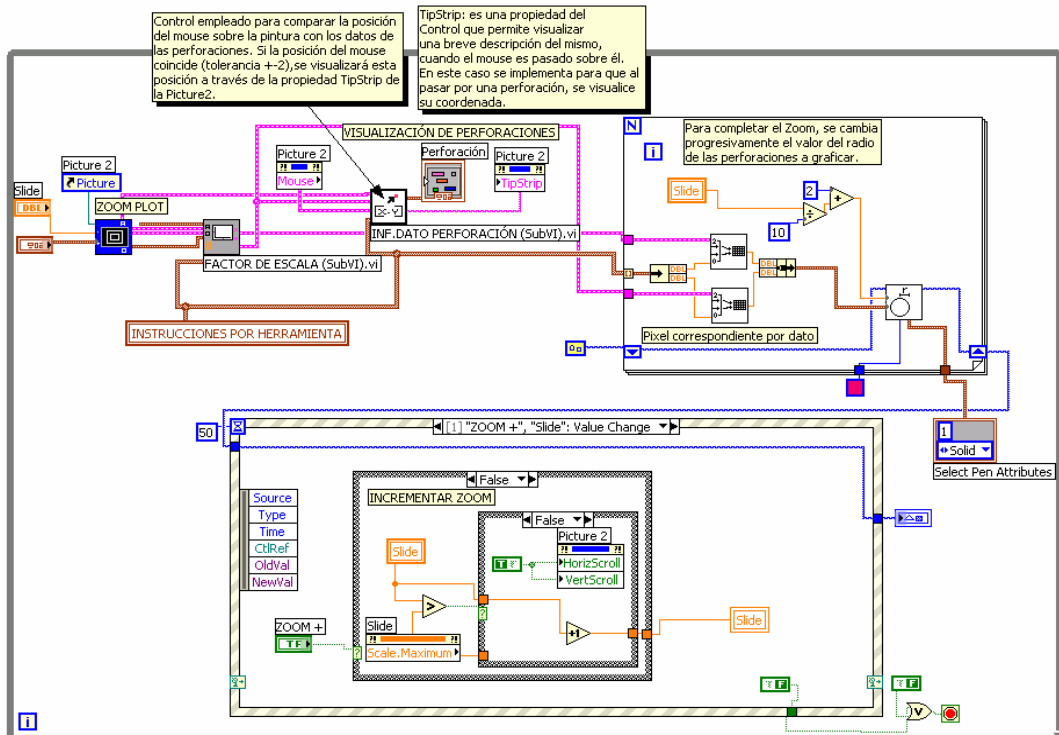 Control empleado para comparar la posición
del mouse sobre la pintura con los datos de
las perforaciones. Si la posición del mouse
coincide (tolerancia +-2),se visualizará esta
posición a través de la propiedad TipStrip de
la Picture2.
TipStrip: es una propiedad del
Control que permite visualizar
una breve descripción del mismo,
cuando el mouse es pasado sobre él.
En este caso se implementa para que al
pasar por una perforación, se visualice
su coordenada.
VISUALIZACIÓN DE PERFORACIONES
Picture 2
Picture
Slide
DBL
ZOOM PLOT
Picture 2
Mouse
Perforación
Picture 2
TipStrip
X-Y
INF.DATO PERFORACIÓN (SubVI).vi
FACTOR DE ESCALA (SubVI).vi
INSTRUCCIONES POR HERRAMIENTA
N
i
Para completar el Zoom, se cambia
progresivamente el valor del radio
de las perforaciones a graficar.
Slide
2
10
DBL
DBL
DBL
DBL
r
Pixel correspondiente por dato
1
Solid
Select Pen Attributes
50
[1] "ZOOM +", "Slide": Value Change
Source
Type
Time
CtlRef
OldVal
NewVal
False
INCREMENTAR ZOOM
False
Picture 2
HorizScroll
VertScroll
T
Slide
>
+1
Slide
Scale.Maximum
ZOOM +
TF
Slide
F
F
V
i